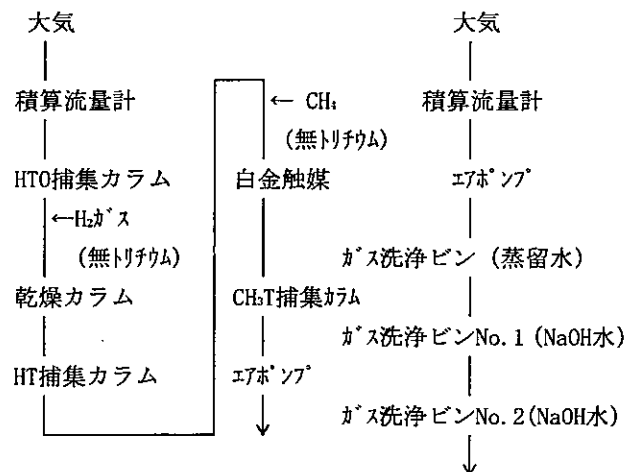 大気
積算流量計
HTO捕集カラム
←H₂ガス
(無トリチウム)
乾燥カラム
HT捕集カラム
← CH₄
(無トリチウム)
白金触媒
CH₃T捕集カラム
エアポンプ
大気
積算流量計
エアポンプ
ガス洗浄ビン (蒸留水)
ガス洗浄ビンNo.1 (NaOH水)
ガス洗浄ビンNo.2 (NaOH水)